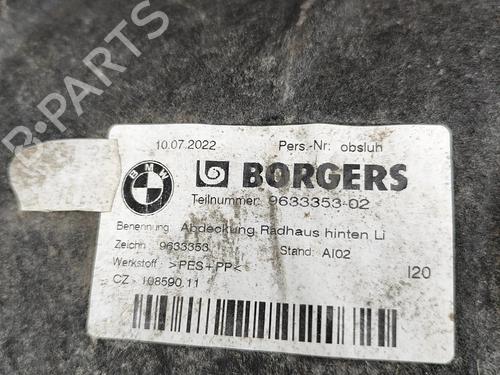 B-PARTS
10.07.2022 Pers.-Nr: obsluh
BMW BORGERS
Teilnummer: 9633353-02
Benennung: Abdeckung Radhaus hinten Li
Zeichn 9633353 Stand: AI02
Werkstoff: >PES+PP< I20
CZ - 108590.11